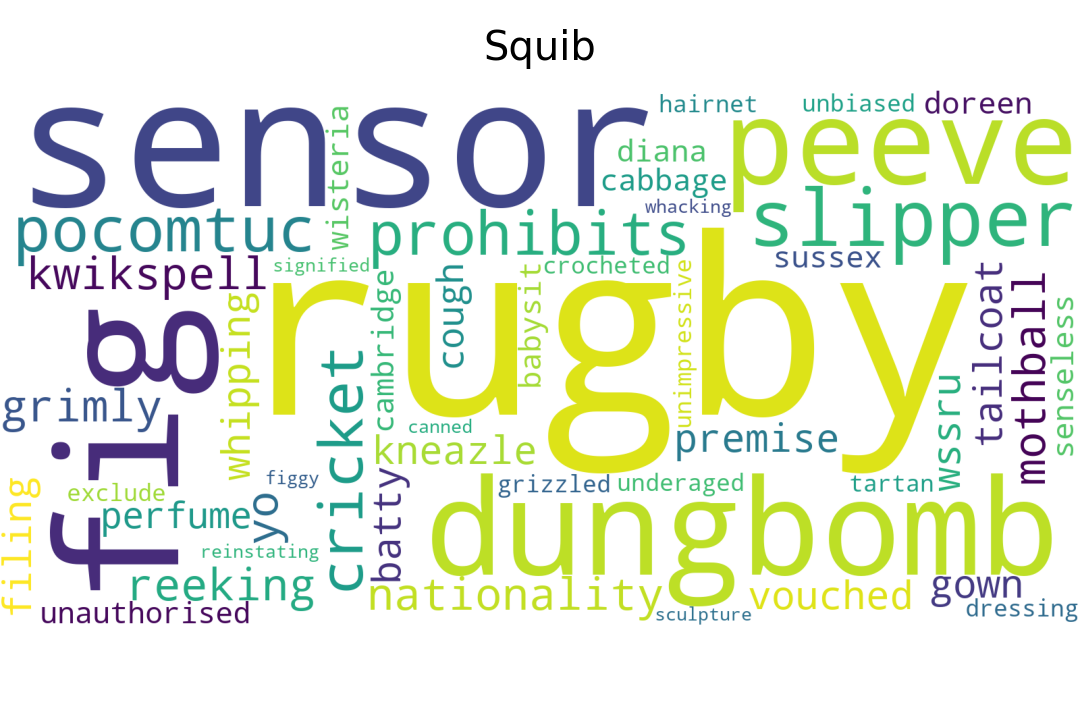 Squib
sensor
wisteria
hairnet
unbiased
doreen
peeve
diana
cabbage
whacking
slipper
pocomtuc
prohibits
kwikspell
signified
crocheted
sussex
fig
rugby
whipping
cambridge
cough
babysit
unimpressive
tailcoat
mothball
senseless
grimly
cricket
canned
kneazle
premise
wssru
filing
exclude
figgy
yo
batty
grizzled
underaged
tartan
perfume
dungbomb
reinstating
reeking
nationality
vouched
gown
unauthorised
sculpture
dressing